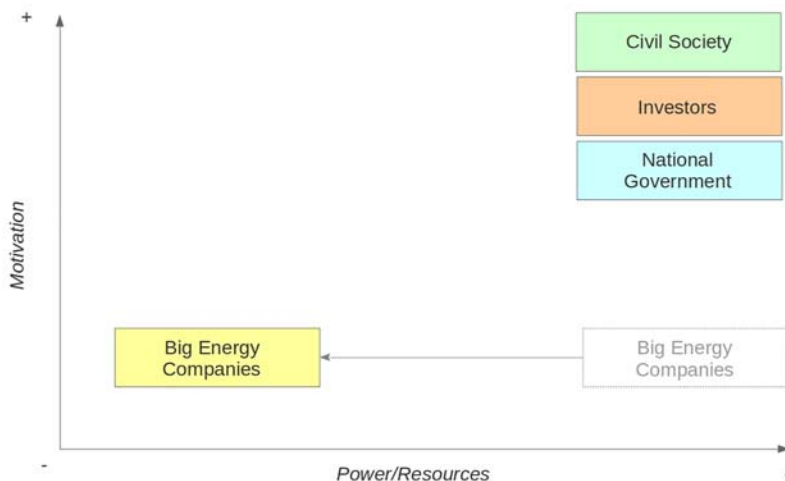 +
Civil Society
Investors
National
Government
Motivation
Big Energy
Companies
Big Energy
Companies
-
Power/Resources